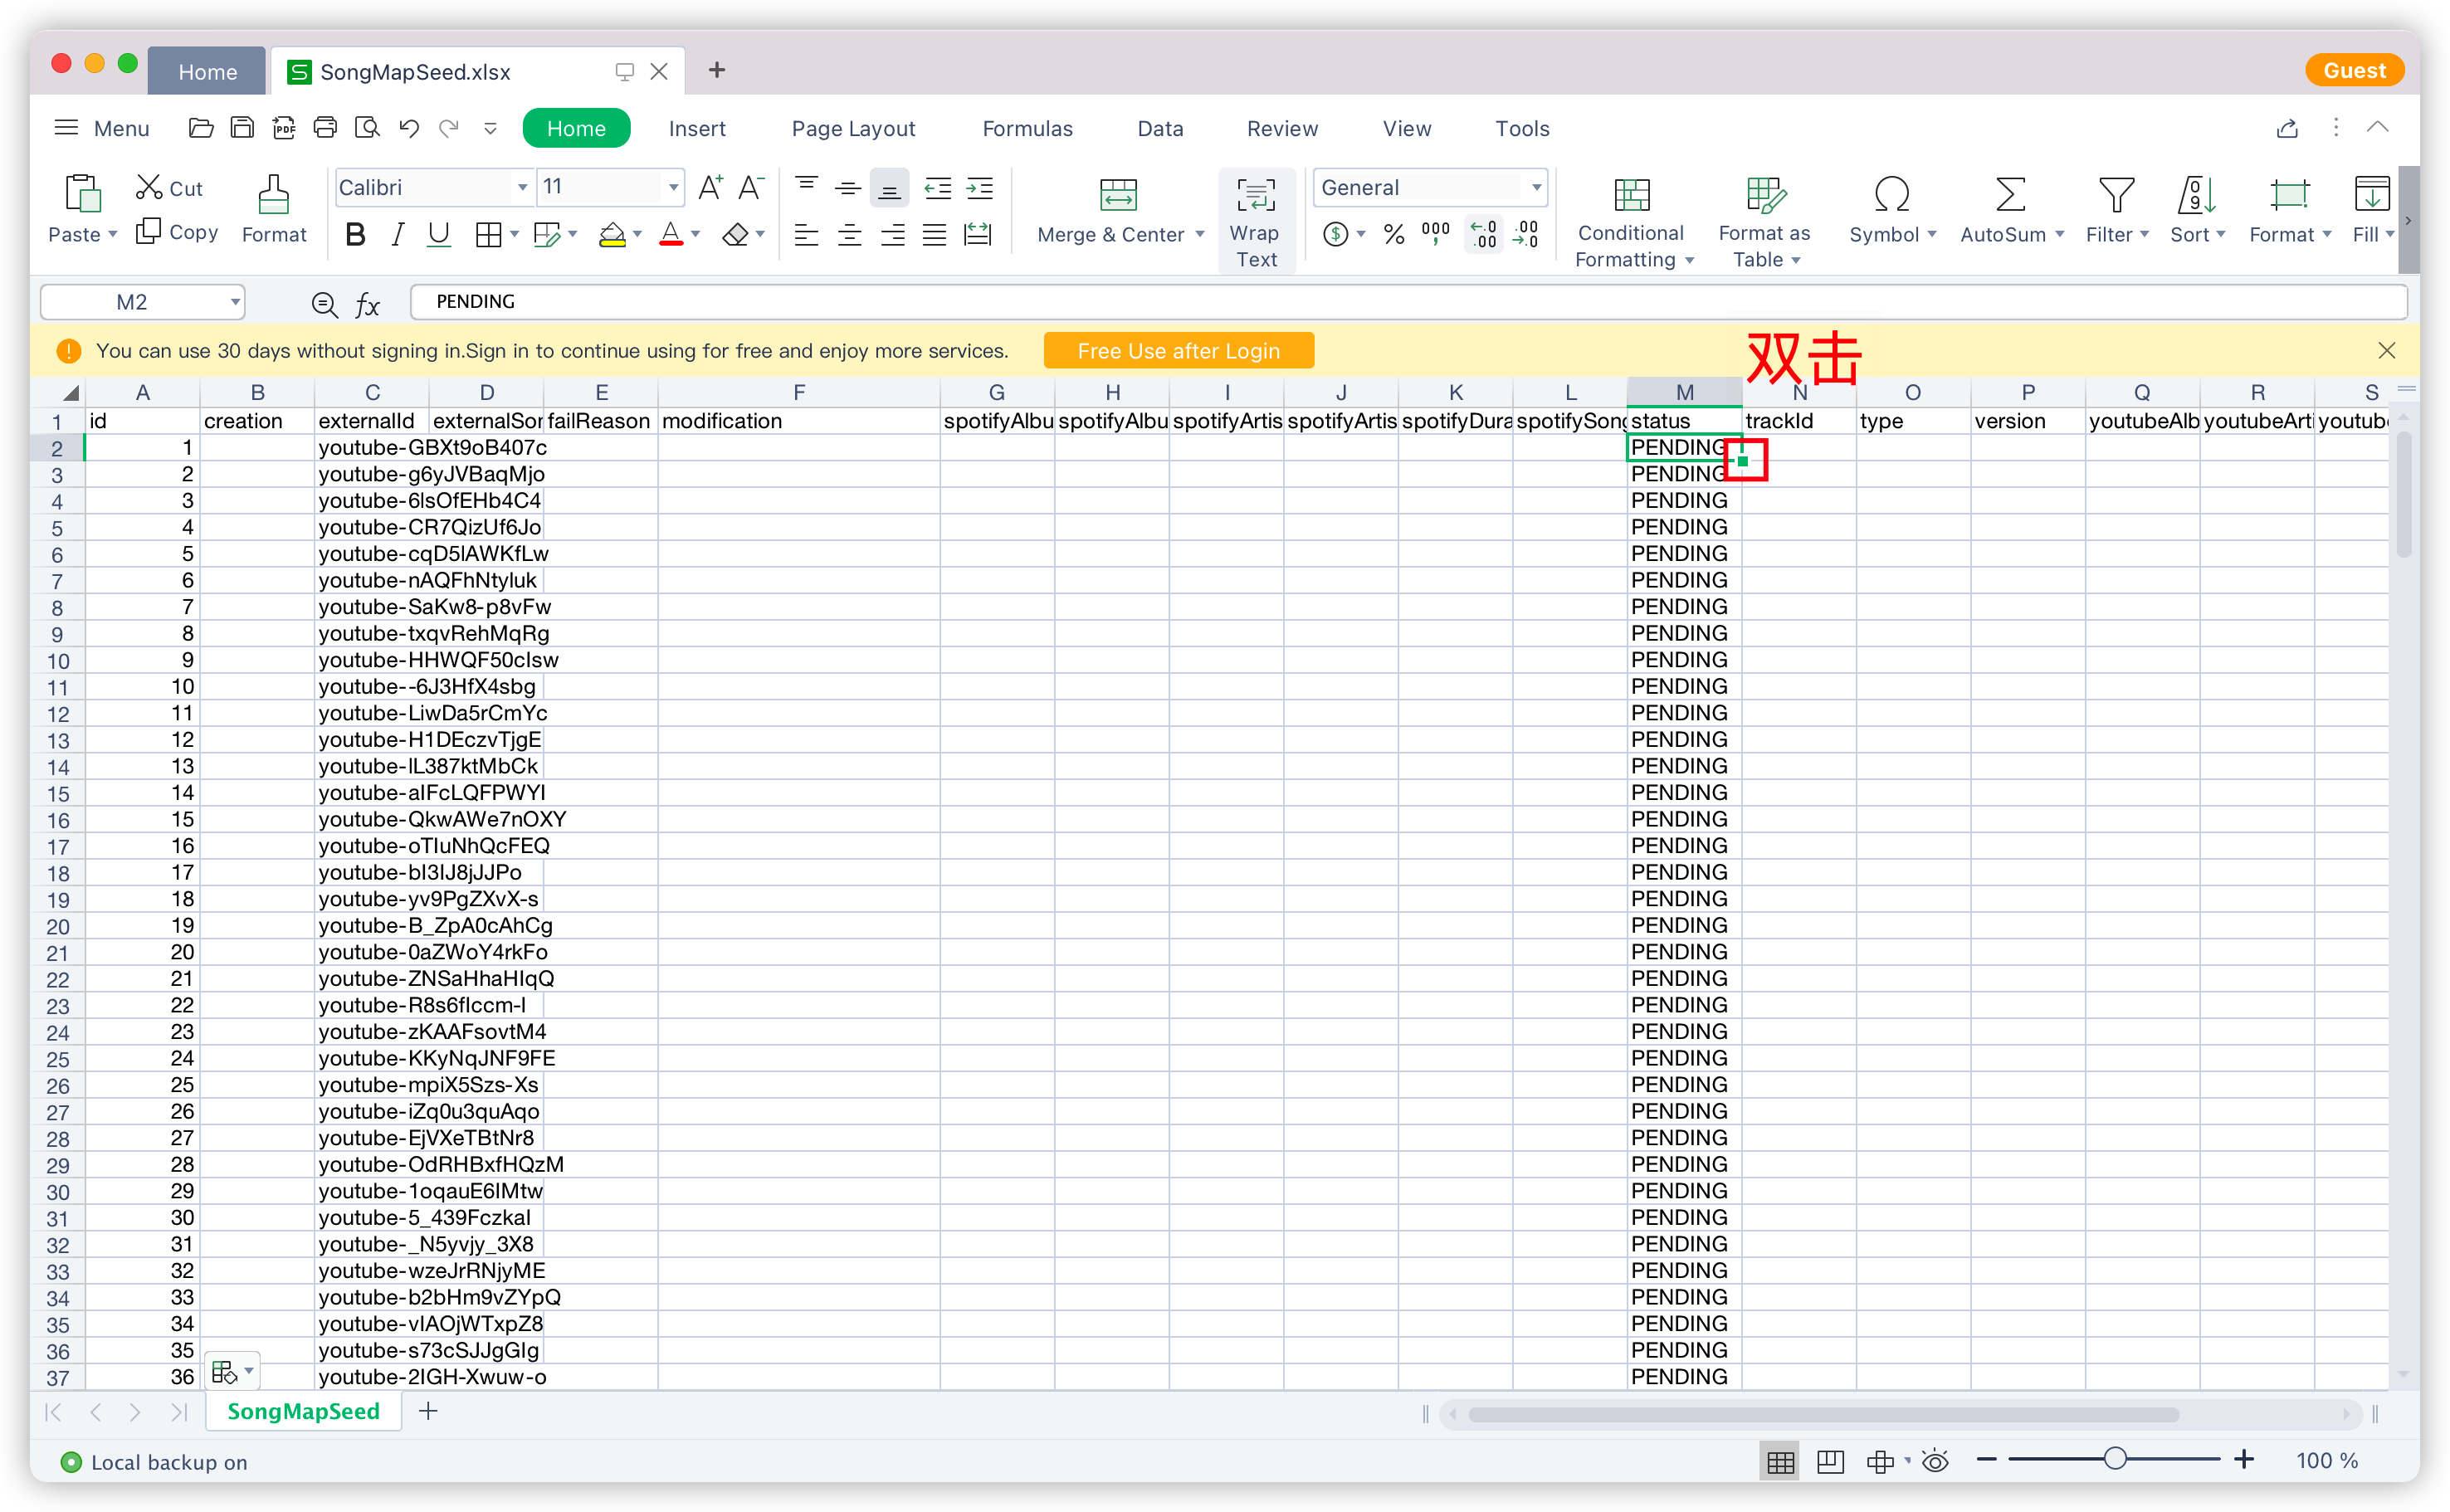 Home
SongMapSeed.xlsx
Guest
Menu
Home
Insert
Page Layout
Formulas
Data
Review
View
Tools
Paste
Cut
Copy
Format
Calibri
11
Merge & Center
Wrap Text
General
Conditional Formatting
Format as Table
Symbol
AutoSum
Filter
Sort
Format
Fill
M2
PENDING
You can use 30 days without signing in.Sign in to continue using for free and enjoy more services.
Free Use after Login
双击
A B C D E F G H I J K L M N O P Q R S
1 id creation externalId externalSon failReason modification spotifyAlbu spotifyAlbu spotifyArtis spotifyArtis spotifyDura spotifySong status trackId type version youtubeAlb youtubeArti youtube
2 1 youtube-GBXt9oB407c PENDING
3 2 youtube-g6yJVBaqMjo PENDING
4 3 youtube-6lsOfEHb4C4 PENDING
5 4 youtube-CR7QizUf6Jo PENDING
6 5 youtube-cqD5lAWKfLw PENDING
7 6 youtube-nAQFhNtyluk PENDING
8 7 youtube-SaKw8-p8vFw PENDING
9 8 youtube-txqvRehMqRg PENDING
10 9 youtube-HHWQF50cIsw PENDING
11 10 youtube--6J3HfX4sbg PENDING
12 11 youtube-LiwDa5rCmYc PENDING
13 12 youtube-H1DEczvTjgE PENDING
14 13 youtube-lL387ktMbCk PENDING
15 14 youtube-aIFcLQFPWYI PENDING
16 15 youtube-QkwAWe7nOXY PENDING
17 16 youtube-oTIuNhQcFEQ PENDING
18 17 youtube-bI3IJ8jJJPo PENDING
19 18 youtube-yv9PgZXvX-s PENDING
20 19 youtube-B_ZpA0cAhCg PENDING
21 20 youtube-0aZWoY4rkFo PENDING
22 21 youtube-ZNSaHhaHIqQ PENDING
23 22 youtube-R8s6fIccm-I PENDING
24 23 youtube-zKAAFsovtM4 PENDING
25 24 youtube-KKyNqJNF9FE PENDING
26 25 youtube-mpiX5Szs-Xs PENDING
27 26 youtube-iZq0u3quAqo PENDING
28 27 youtube-EjVXeTBtNr8 PENDING
29 28 youtube-OdRHBxfHQzM PENDING
30 29 youtube-1oqauE6IMtw PENDING
31 30 youtube-5_439FczkaI PENDING
32 31 youtube-_N5yvjy_3X8 PENDING
33 32 youtube-wzeJrRNjyME PENDING
34 33 youtube-b2bHm9vZYpQ PENDING
35 34 youtube-vIAOjWTxpZ8 PENDING
36 35 youtube-s73cSJJgGIg PENDING
37 36 youtube-2IGH-Xwuw-o PENDING
SongMapSeed
Local backup on
100 %